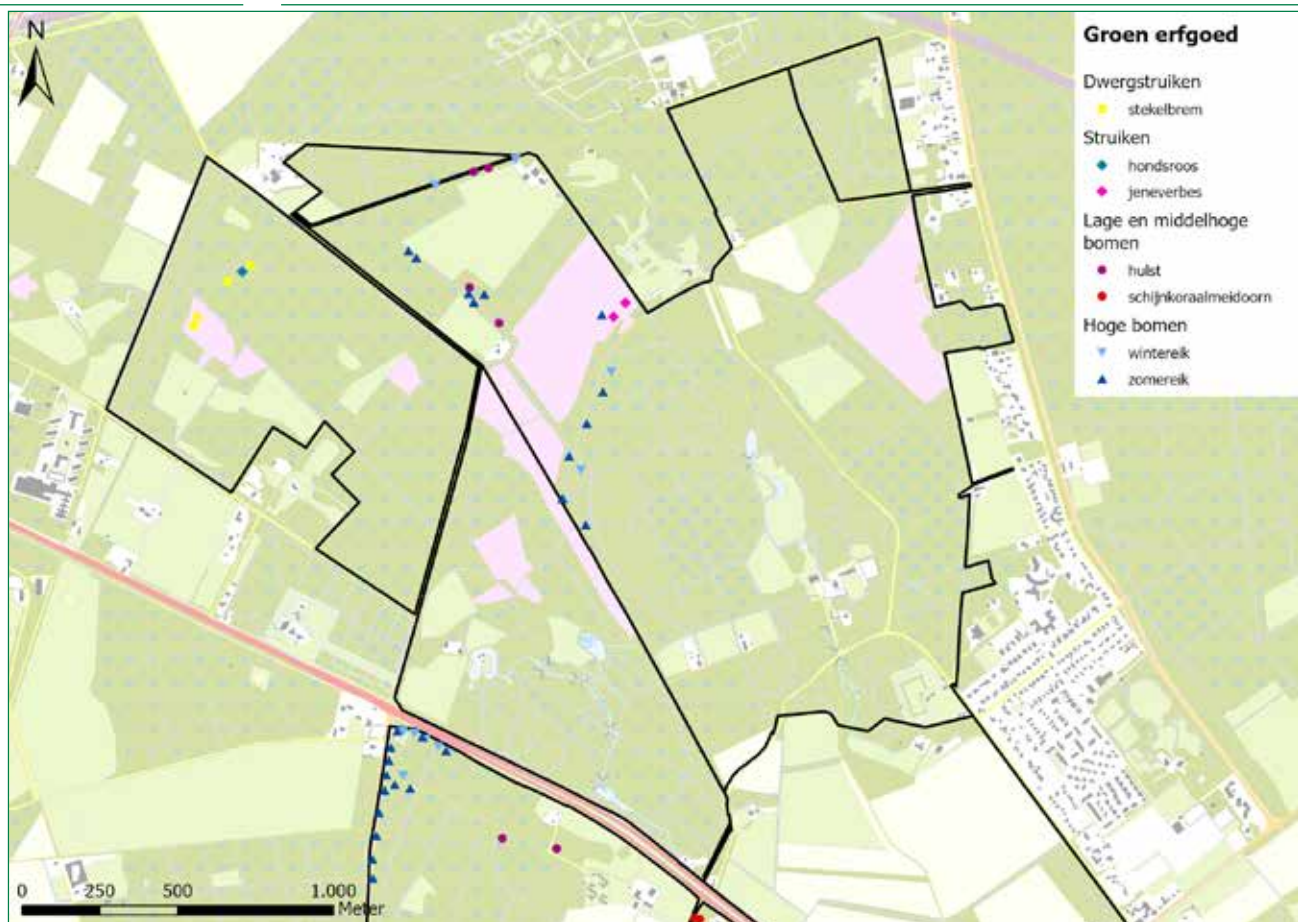 N
Groen erfgoed
Dwergstruiken
stekelbrem
Struiken
hondsroos
jeneverbes
Lage en middelhoge
bomen
hulst
schijnkoraalmeidoorn
Hoge bomen
wintereik
zomereik
0 250 500 1.000
Meter